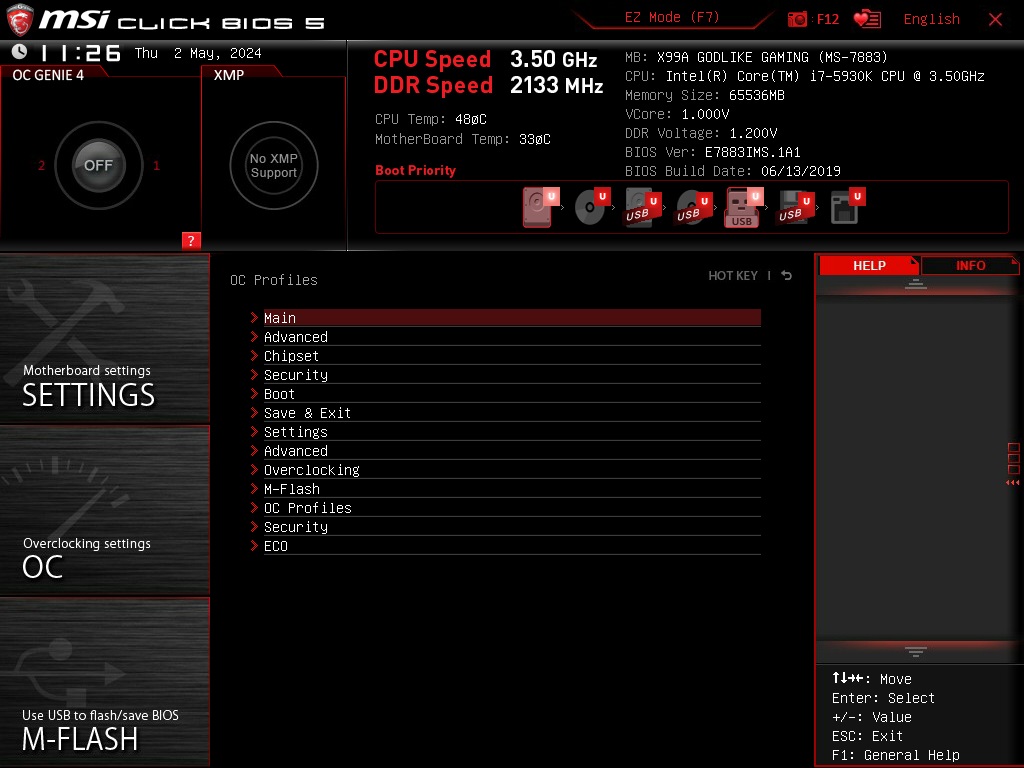 msi CLICK BIOS 5
EZ Mode (F7)
: F12
English
X
11:26 Thu 2 May, 2024
OC GENIE 4
XMP
2 OFF 1
No XMP
Support
?
CPU Speed 3.50 GHz
DDR Speed 2133 MHz
CPU Temp: 48øC
MotherBoard Temp: 33øC
MB: X99A GODLIKE GAMING (MS-7883)
CPU: Intel(R) Core(TM) i7-5930K CPU @ 3.50GHz
Memory Size: 65536MB
VCore: 1.000V
DDR Voltage: 1.200V
BIOS Ver: E7883IMS.1A1
BIOS Build Date: 06/13/2019
Boot Priority
U U U U U U U
USB USB USB USB
Motherboard settings
SETTINGS
Overclocking settings
OC
Use USB to flash/save BIOS
M-FLASH
OC Profiles
HOT KEY |
Main
Advanced
Chipset
Security
Boot
Save & Exit
Settings
Advanced
Overclocking
M-Flash
OC Profiles
Security
ECO
HELP
INFO
↑↓→←: Move
Enter: Select
+/-: Value
ESC: Exit
F1: General Help